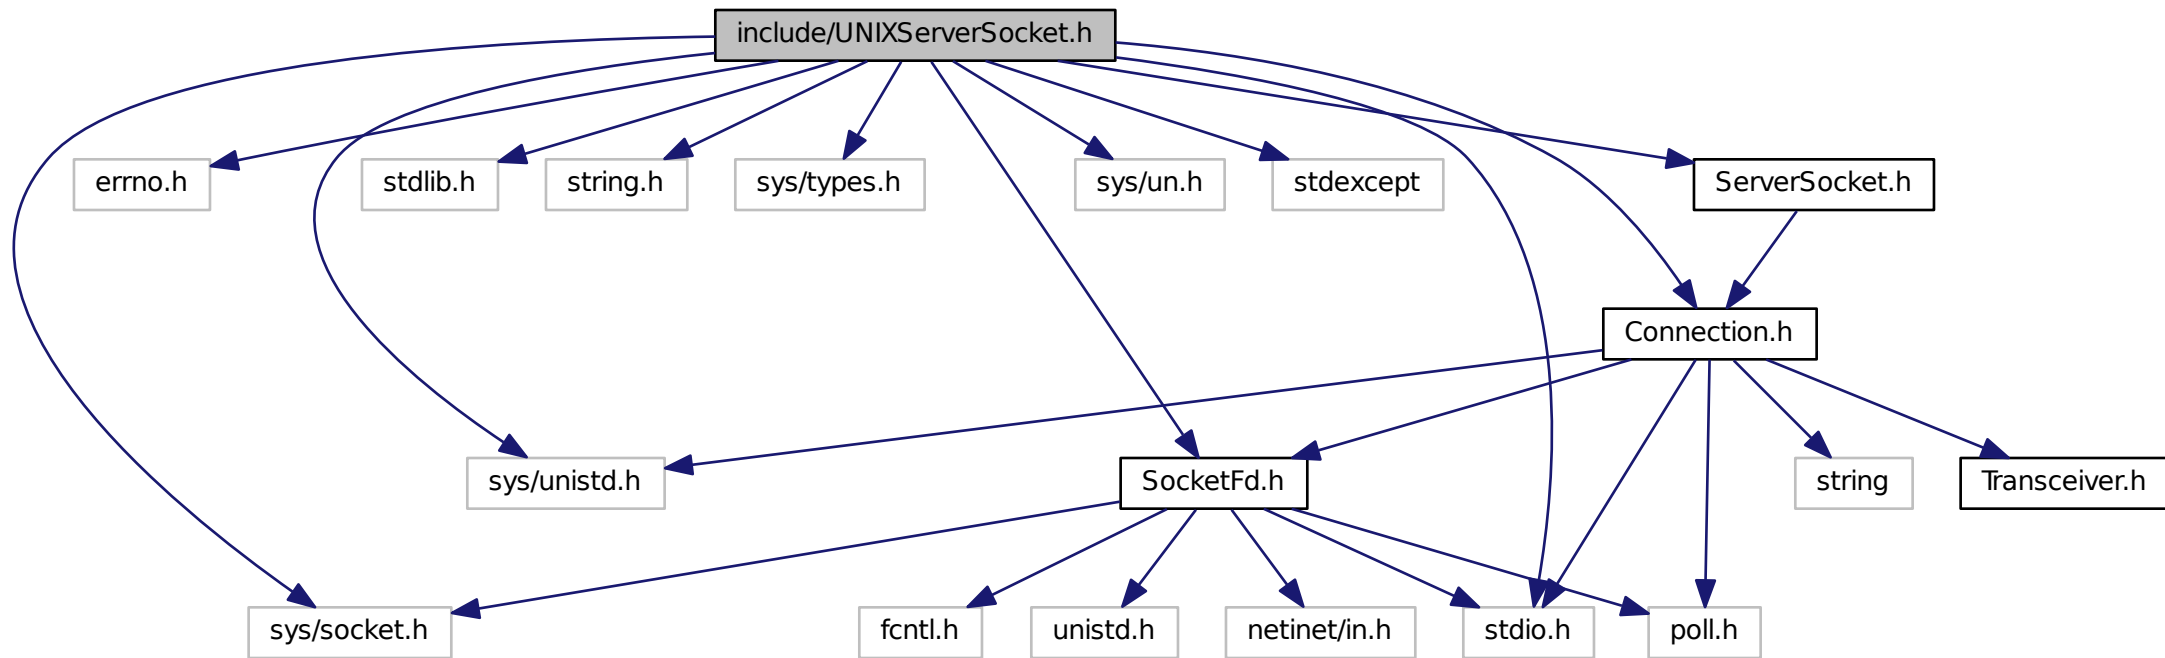 include/UNIXServerSocket.h
errno.h
stdlib.h
string.h
sys/types.h
sys/un.h
stdexcept
ServerSocket.h
Connection.h
sys/unistd.h
SocketFd.h
string
Transceiver.h
sys/socket.h
fcntl.h
unistd.h
netinet/in.h
stdio.h
poll.h